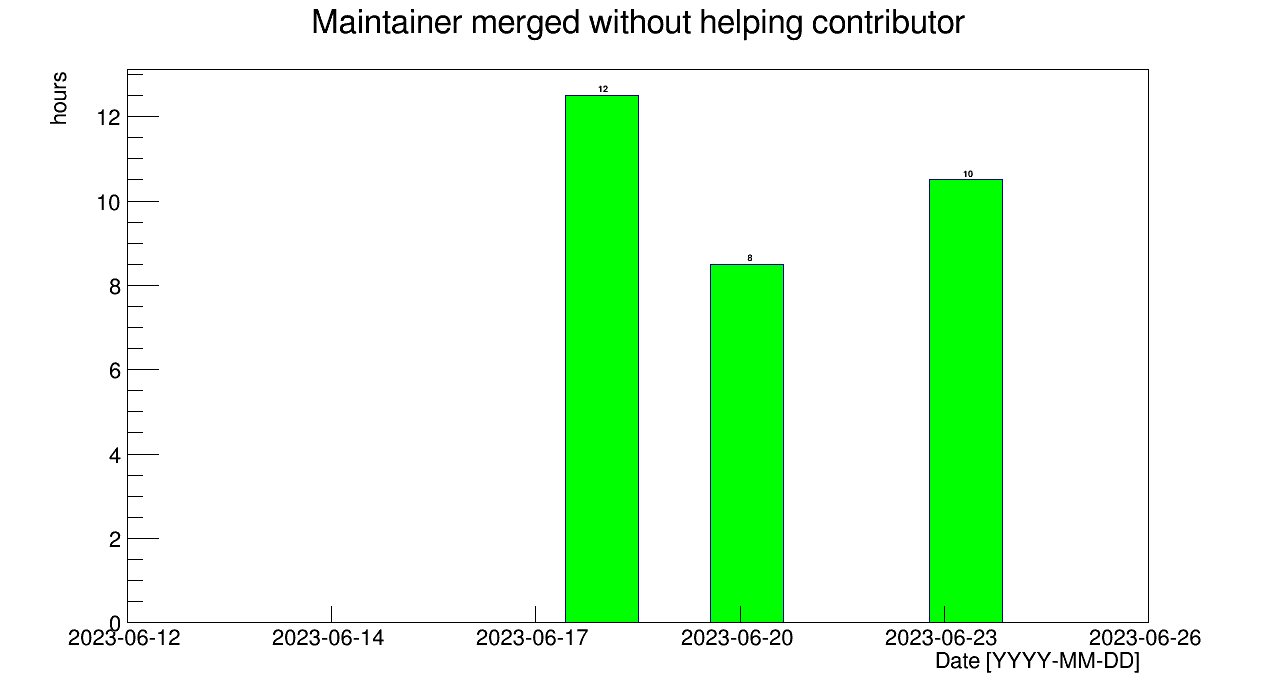 Maintainer merged without helping contributor
hours
12
10
8
6
4
2
0
12
8
10
2023-06-12 2023-06-14 2023-06-17 2023-06-20 2023-06-23 2023-06-26
Date [YYYY-MM-DD]